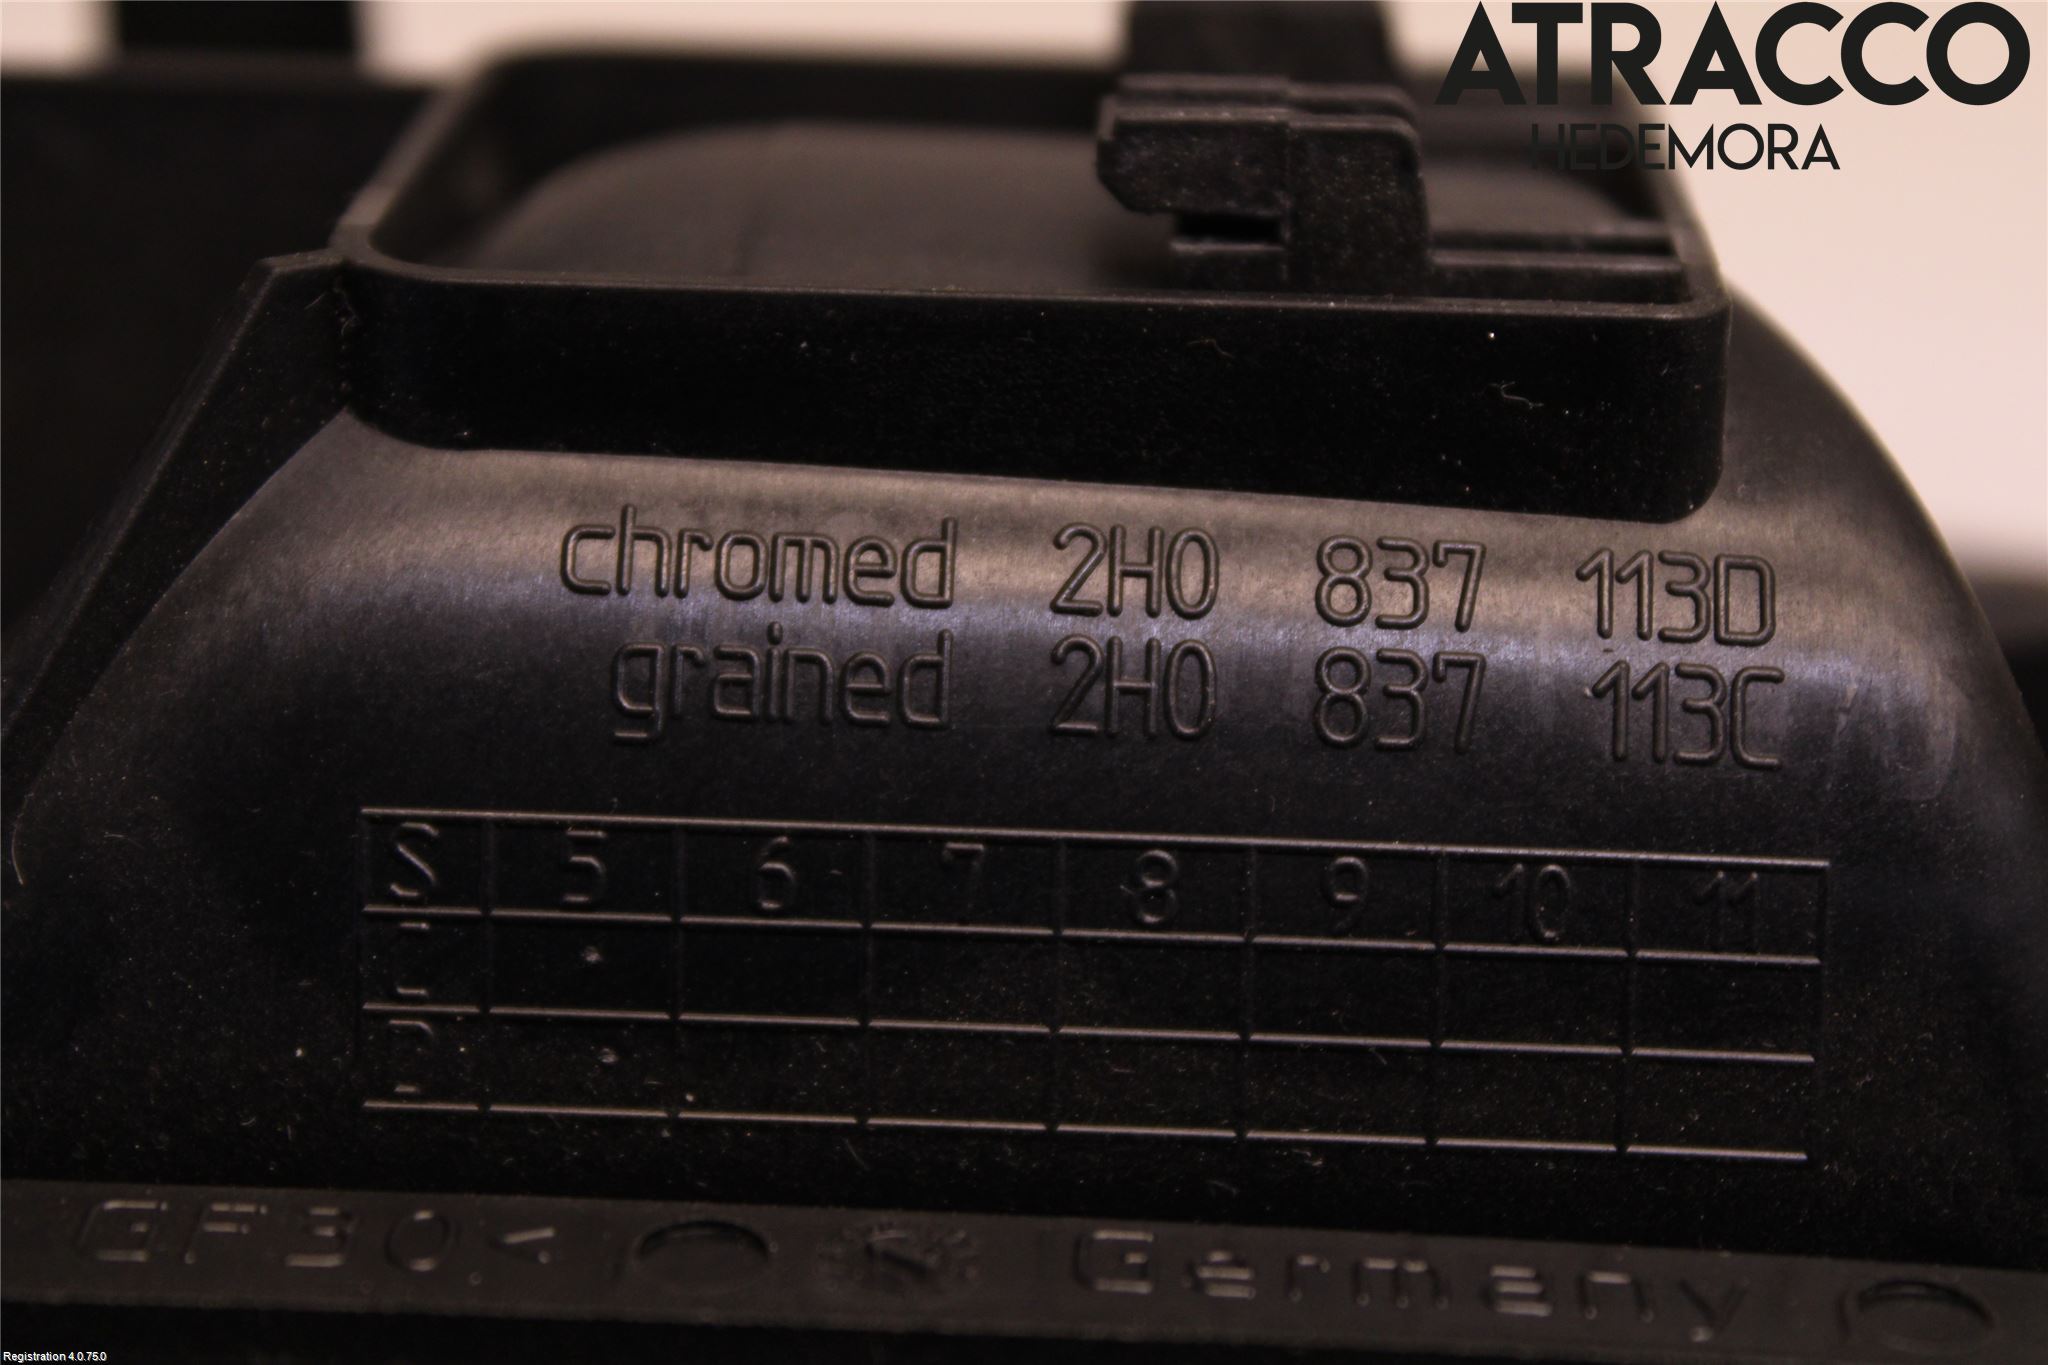 ATRACCO
HEDEMORA
chromed 2H0 837 113D
grained 2H0 837 113C
S 5 6 7 8 9 10 11
GF30< Germany
Registration 4.0.75.0